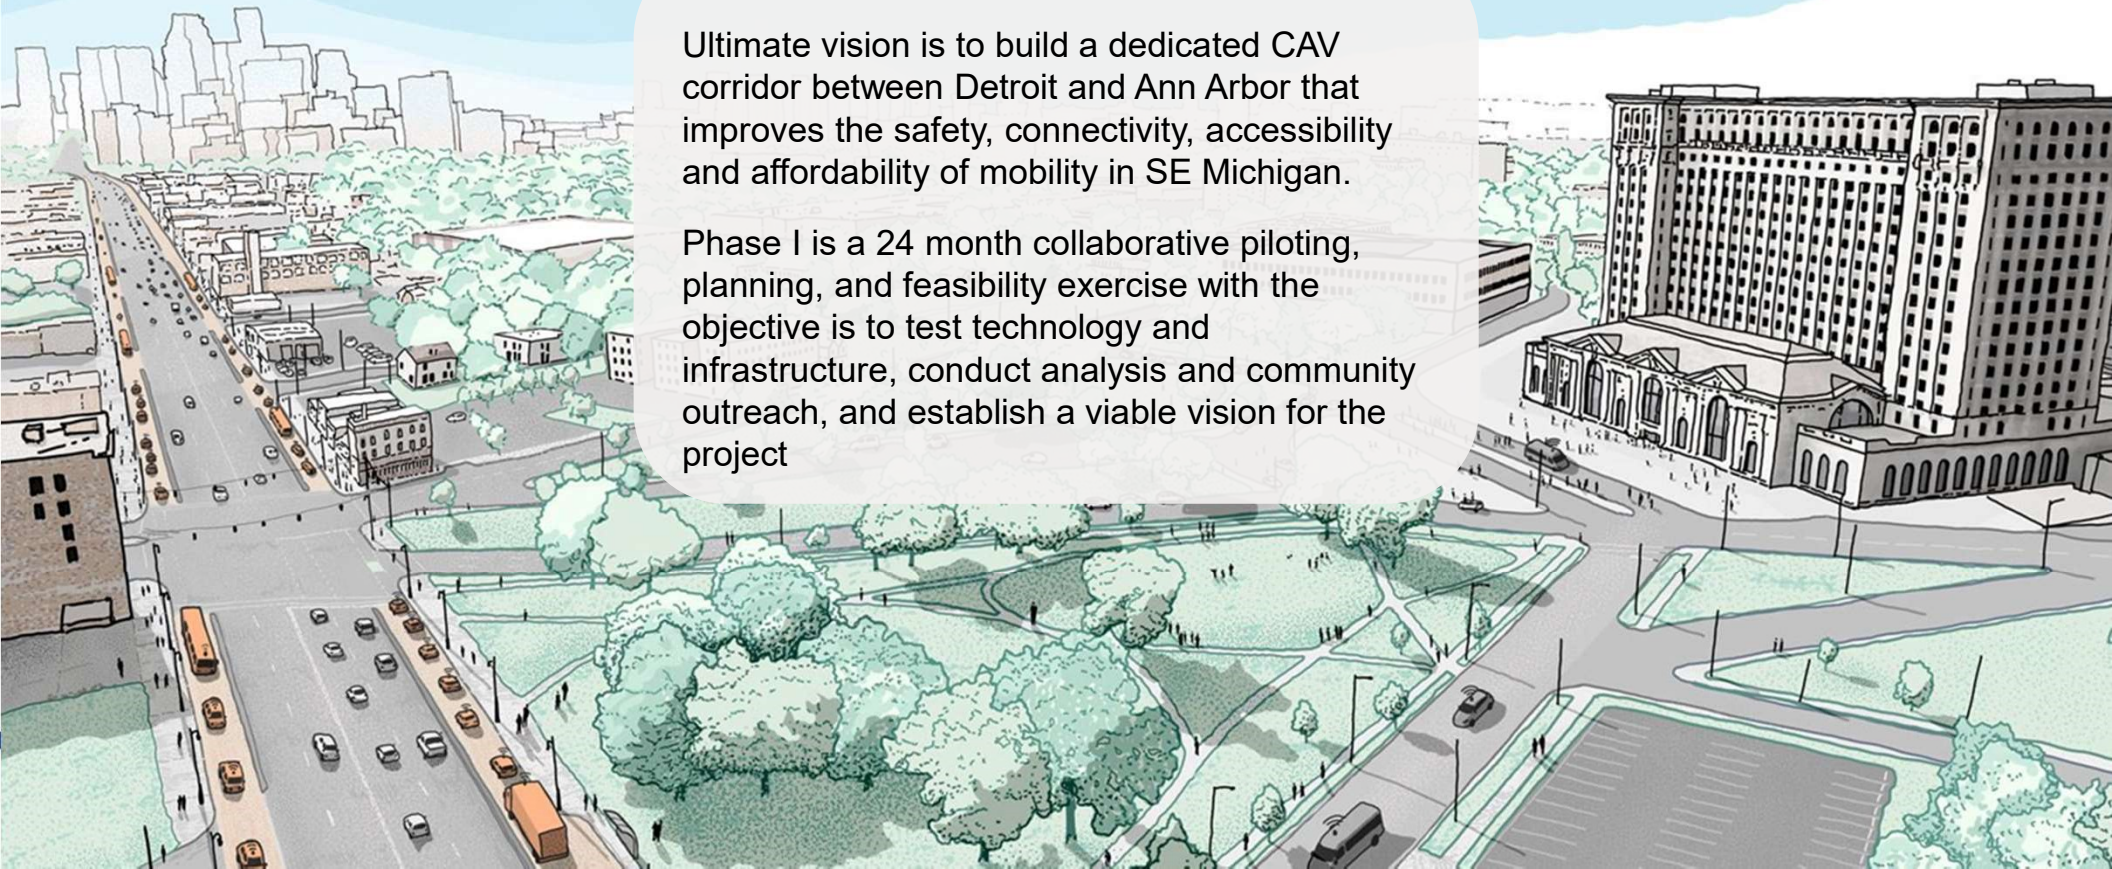 Ultimate vision is to build a dedicated CAV
corridor between Detroit and Ann Arbor that
improves the safety, connectivity, accessibility
and affordability of mobility in SE Michigan.
Phase I is a 24 month collaborative piloting,
planning, and feasibility exercise with the
objective is to test technology and
infrastructure, conduct analysis and community
outreach, and establish a viable vision for the
project